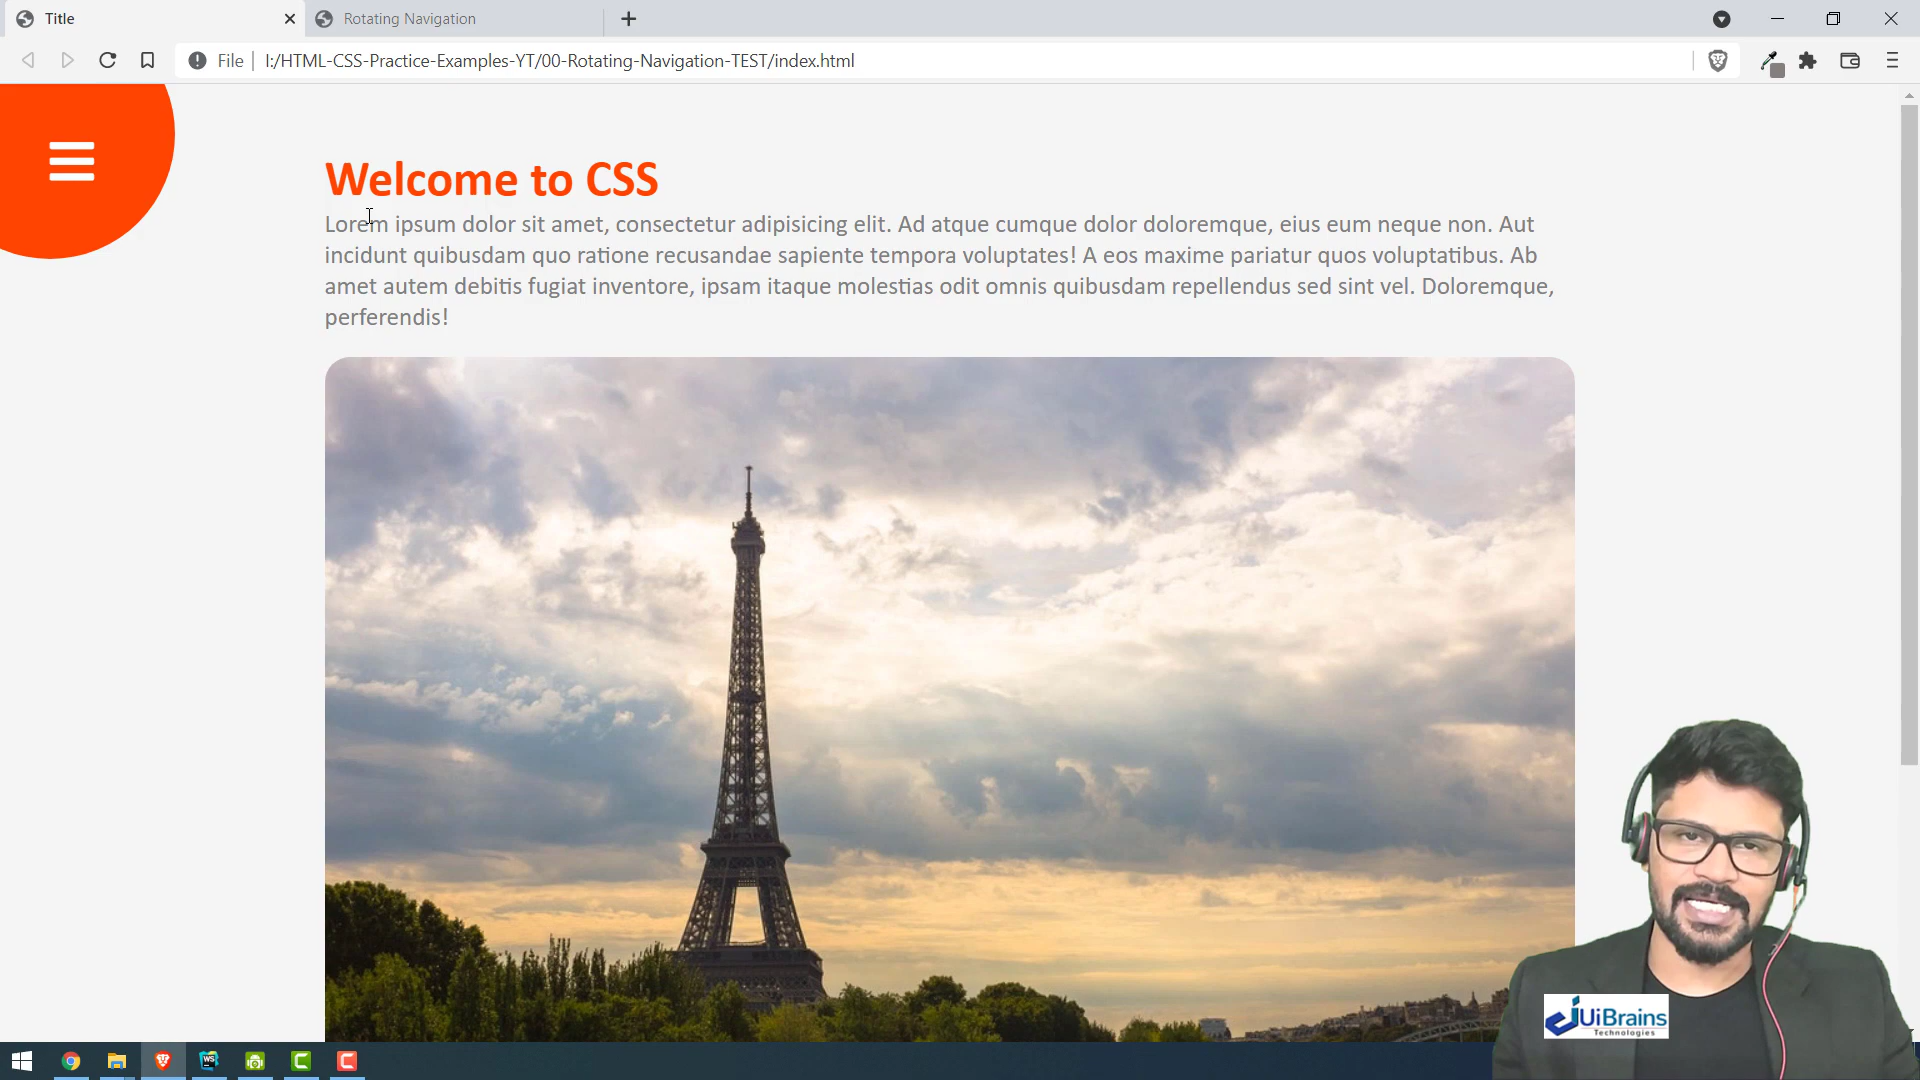 Title
Rotating Navigation
File
I:/HTML-CSS-Practice-Examples-YT/00-Rotating-Navigation-TEST/index.html
Welcome to CSS
Lorem ipsum dolor sit amet, consectetur adipisicing elit. Ad atque cumque dolor doloremque, eius eum neque non. Aut
incidunt quibusdam quo ratione recusandae sapiente tempora voluptates! A eos maxime pariatur quos voluptatibus. Ab
amet autem debitis fugiat inventore, ipsam itaque molestias odit omnis quibusdam repellendus sed sint vel. Doloremque,
perferendis!
UiBrains
Technologies
WS